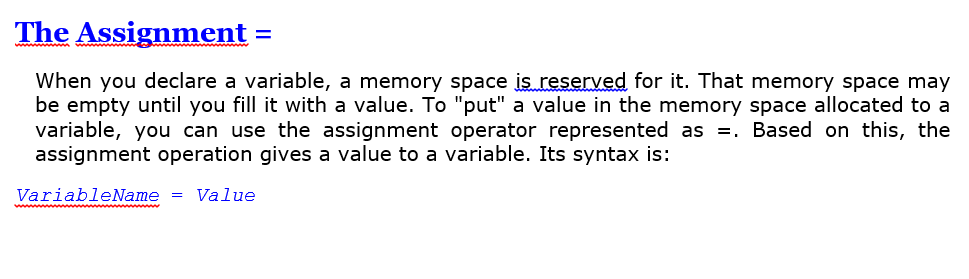 The Assignment =
When you declare a variable, a memory space is reserved for it. That memory space may
be empty until you fill it with a value. To "put" a value in the memory space allocated to a
variable, you can use the assignment operator represented as =. Based on this, the
assignment operation gives a value to a variable. Its syntax is:
VariableName = Value